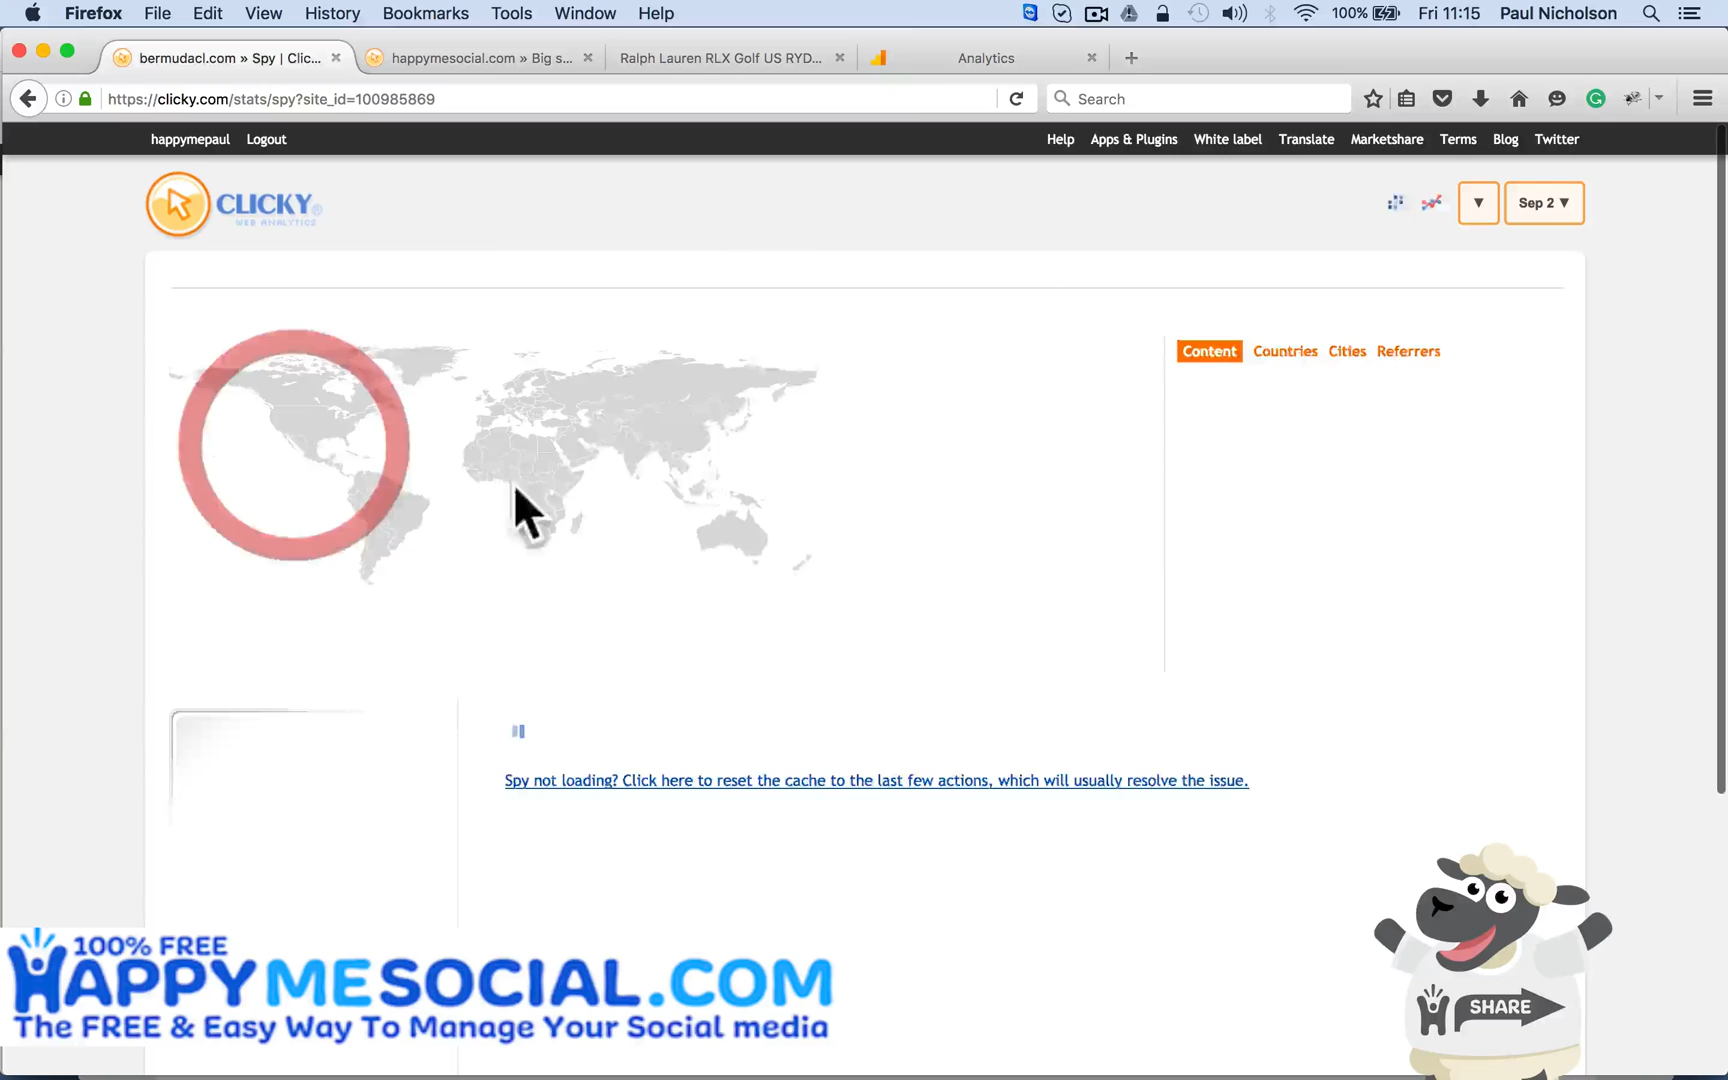 Firefox File Edit View History Bookmarks Tools Window Help 100% Fri 11:15 Paul Nicholson
bermudacl.com » Spy | Clic... happymesocial.com » Big s... Ralph Lauren RLX Golf US RYD... Analytics
https://clicky.com/stats/spy?site_id=100985869 Search
happymepaul Logout Help Apps & Plugins White label Translate Marketshare Terms Blog Twitter
CLICKY®
WEB ANALYTICS
▼ Sep 2 ▼
Content Countries Cities Referrers
Spy not loading? Click here to reset the cache to the last few actions, which will usually resolve the issue.
100% FREE
HAPPYMESOCIAL.COM
The FREE & Easy Way To Manage Your Social media
SHARE